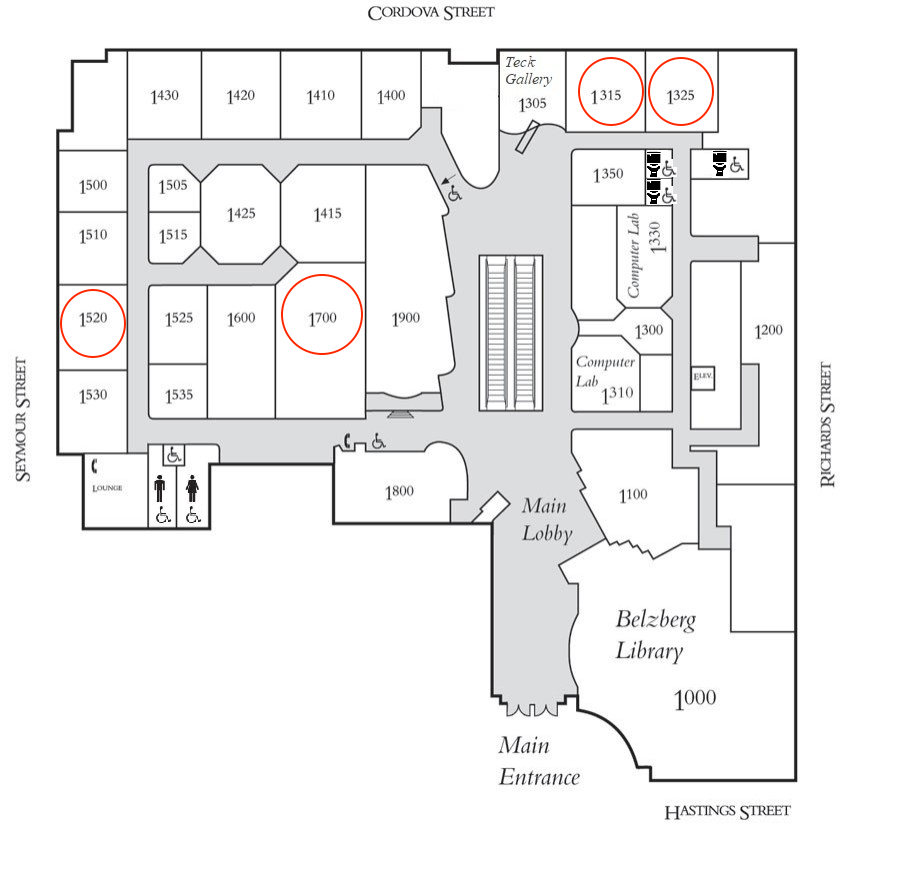 CORDOVA STREET
Teck
Gallery
1305
1315
1325
1430
1420
1410
1400
1500
1505
1425
1415
1350
1510
1515
Computer Lab
1330
1520
1525
1600
1700
1900
1300
1200
Computer
Lab
1310
ELEV.
1530
1535
SEYMOUR STREET
RICHARDS STREET
LOUNGE
1800
Main
Lobby
1100
Belzberg
Library
1000
Main
Entrance
HASTINGS STREET